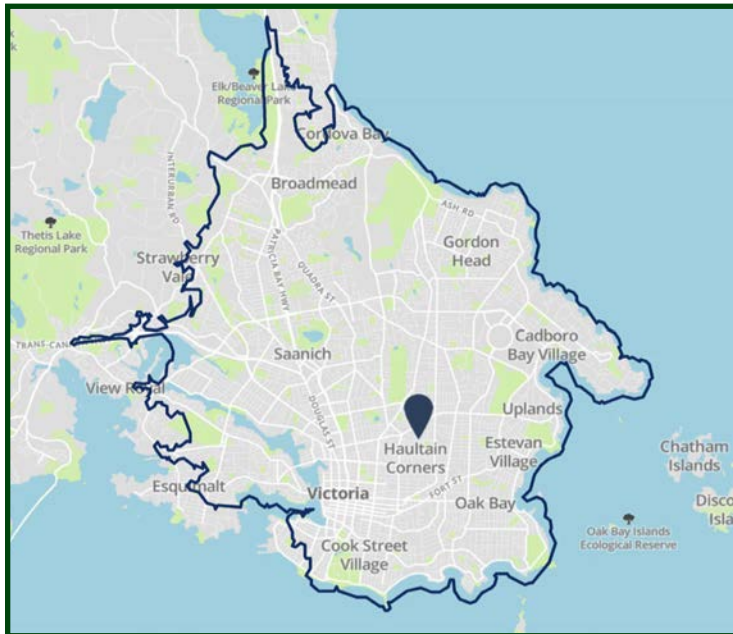 Elk/Beaver Lake
Regional Park
Cordova Bay
Broadmead
INTERURBAN RD
ASH RD
Thetis Lake
Regional Park
Gordon
Head
Strawberry
Vale
PATRICIA BAY HWY
QUADRA ST
Cadboro
Bay Village
TRANS-CAN
Saanich
View Royal
DOUGLAS ST
Uplands
Haultain
Corners
Estevan
Village
Chatham
Islands
Esquimalt
Victoria
FORT ST
Oak Bay
Disco
Isla
Oak Bay Islands
Ecological Reserve
Cook Street
Village